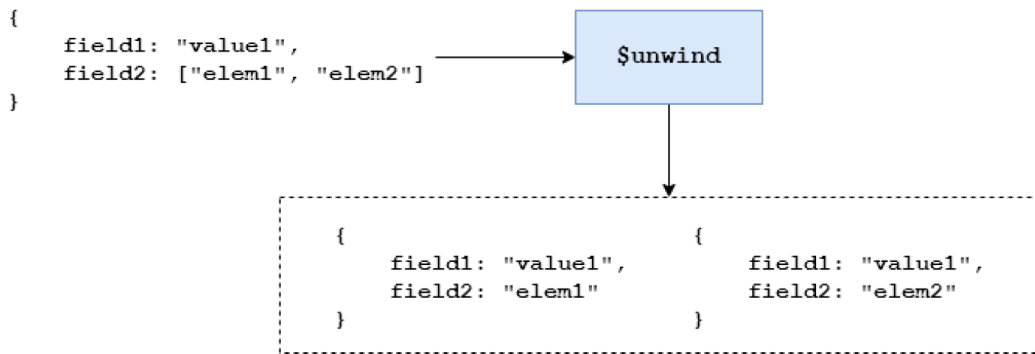 {
    field1: "value1",
    field2: ["elem1", "elem2"]
}
$unwind
{
    field1: "value1",
    field2: "elem1"
}
{
    field1: "value1",
    field2: "elem2"
}